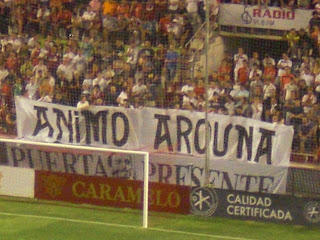 RADIO
ANiMO AROUNA
PUERTA PRESENTE
CARAMELO
CALIDAD
CERTIFICADA